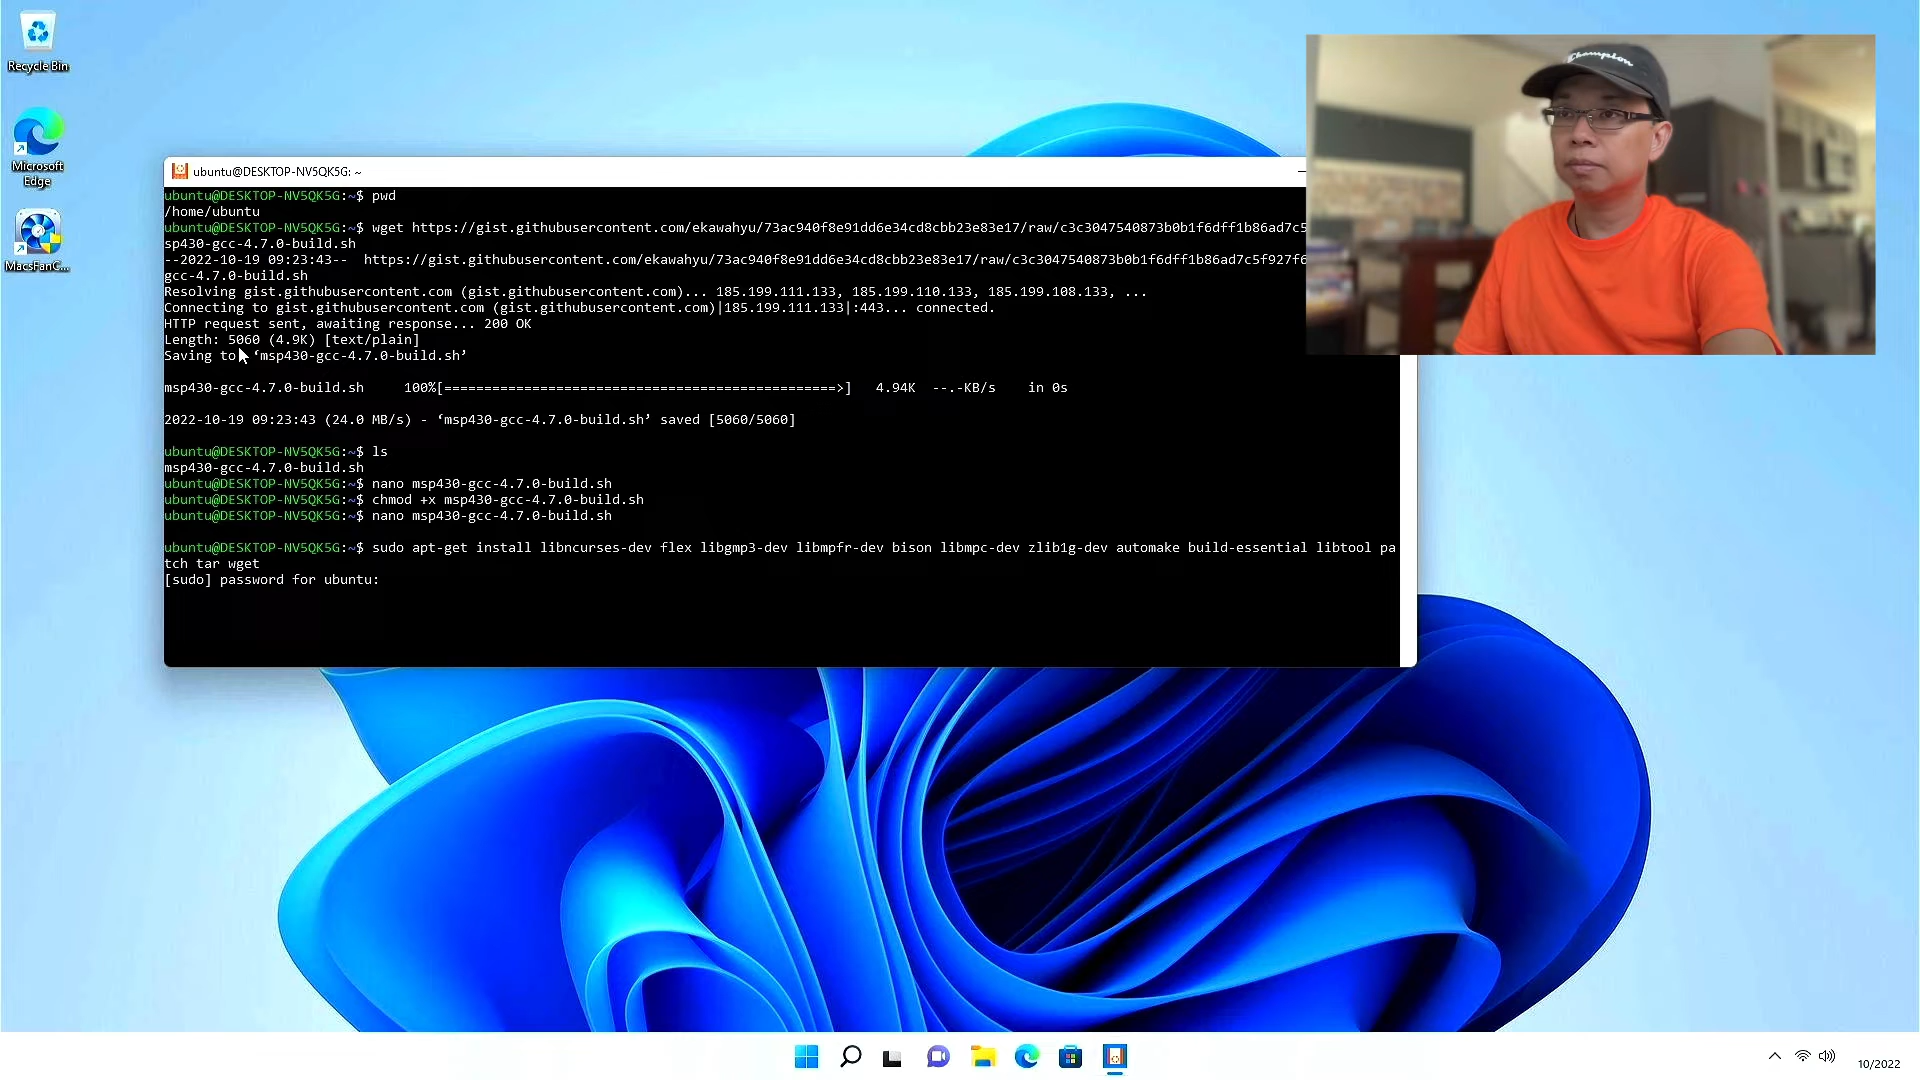 Recycle Bin
Microsoft
Edge
MacsFanC...
Champion
ubuntu@DESKTOP-NV5QK5G: ~
ubuntu@DESKTOP-NV5QK5G:~$ pwd
/home/ubuntu
ubuntu@DESKTOP-NV5QK5G:~$ wget https://gist.githubusercontent.com/ekawahyu/73ac940f8e91dd6e34cd8cbb23e83e17/raw/c3c3047540873b0b1f6dff1b86ad7c5
sp430-gcc-4.7.0-build.sh
--2022-10-19 09:23:43--  https://gist.githubusercontent.com/ekawahyu/73ac940f8e91dd6e34cd8cbb23e83e17/raw/c3c3047540873b0b1f6dff1b86ad7c5f927f6
gcc-4.7.0-build.sh
Resolving gist.githubusercontent.com (gist.githubusercontent.com)... 185.199.111.133, 185.199.110.133, 185.199.108.133, ...
Connecting to gist.githubusercontent.com (gist.githubusercontent.com)|185.199.111.133|:443... connected.
HTTP request sent, awaiting response... 200 OK
Length: 5060 (4.9K) [text/plain]
Saving to ‘msp430-gcc-4.7.0-build.sh’
msp430-gcc-4.7.0-build.sh     100%[=================================================>]   4.94K  --.-KB/s    in 0s
2022-10-19 09:23:43 (24.0 MB/s) - ‘msp430-gcc-4.7.0-build.sh’ saved [5060/5060]
ubuntu@DESKTOP-NV5QK5G:~$ ls
msp430-gcc-4.7.0-build.sh
ubuntu@DESKTOP-NV5QK5G:~$ nano msp430-gcc-4.7.0-build.sh
ubuntu@DESKTOP-NV5QK5G:~$ chmod +x msp430-gcc-4.7.0-build.sh
ubuntu@DESKTOP-NV5QK5G:~$ nano msp430-gcc-4.7.0-build.sh
ubuntu@DESKTOP-NV5QK5G:~$ sudo apt-get install libncurses-dev flex libgmp3-dev libmpfr-dev bison libmpc-dev zlib1g-dev automake build-essential libtool pa
tch tar wget
[sudo] password for ubuntu:
10/2022